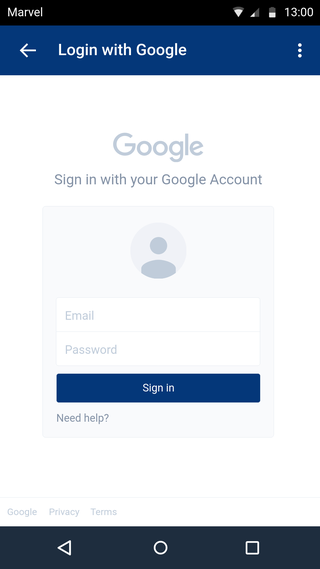 Marvel 13:00
Login with Google
Google
Sign in with your Google Account
Email
Password
Sign in
Need help?
Google Privacy Terms